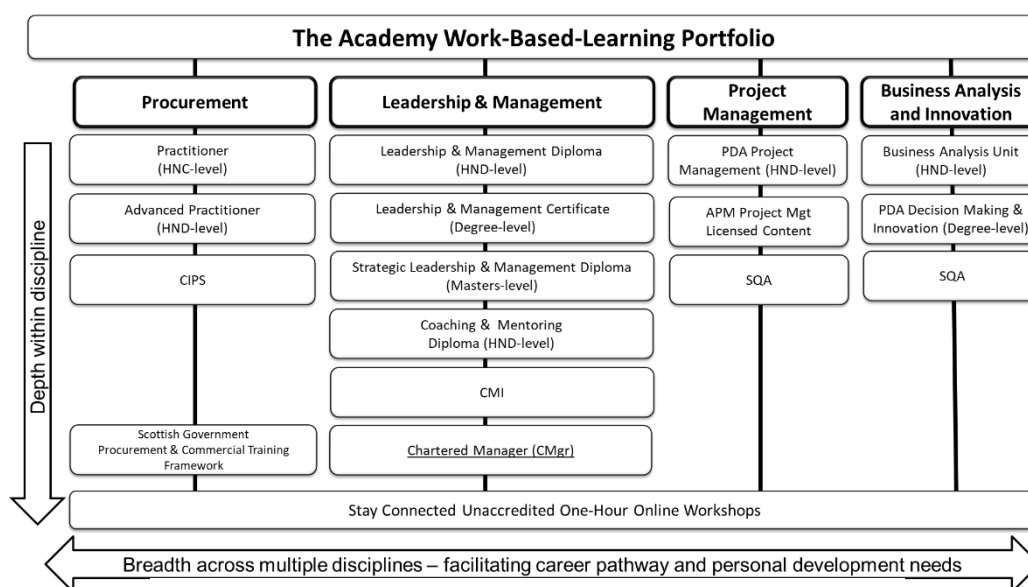 The Academy Work-Based-Learning Portfolio
Procurement
Leadership & Management
Project
Management
Business Analysis
and Innovation
Depth within discipline
Practitioner
(HNC-level)
Leadership & Management Diploma
(HND-level)
PDA Project
Management (HND-level)
Business Analysis Unit
(HND-level)
Advanced Practitioner
(HND-level)
Leadership & Management Certificate
(Degree-level)
APM Project Mgt
Licensed Content
PDA Decision Making &
Innovation (Degree-level)
CIPS
Strategic Leadership & Management Diploma
(Masters-level)
SQA
SQA
Coaching & Mentoring
Diploma (HND-level)
CMI
Scottish Government
Procurement & Commercial Training
Framework
Chartered Manager (CMgr)
Stay Connected Unaccredited One-Hour Online Workshops
Breadth across multiple disciplines – facilitating career pathway and personal development needs